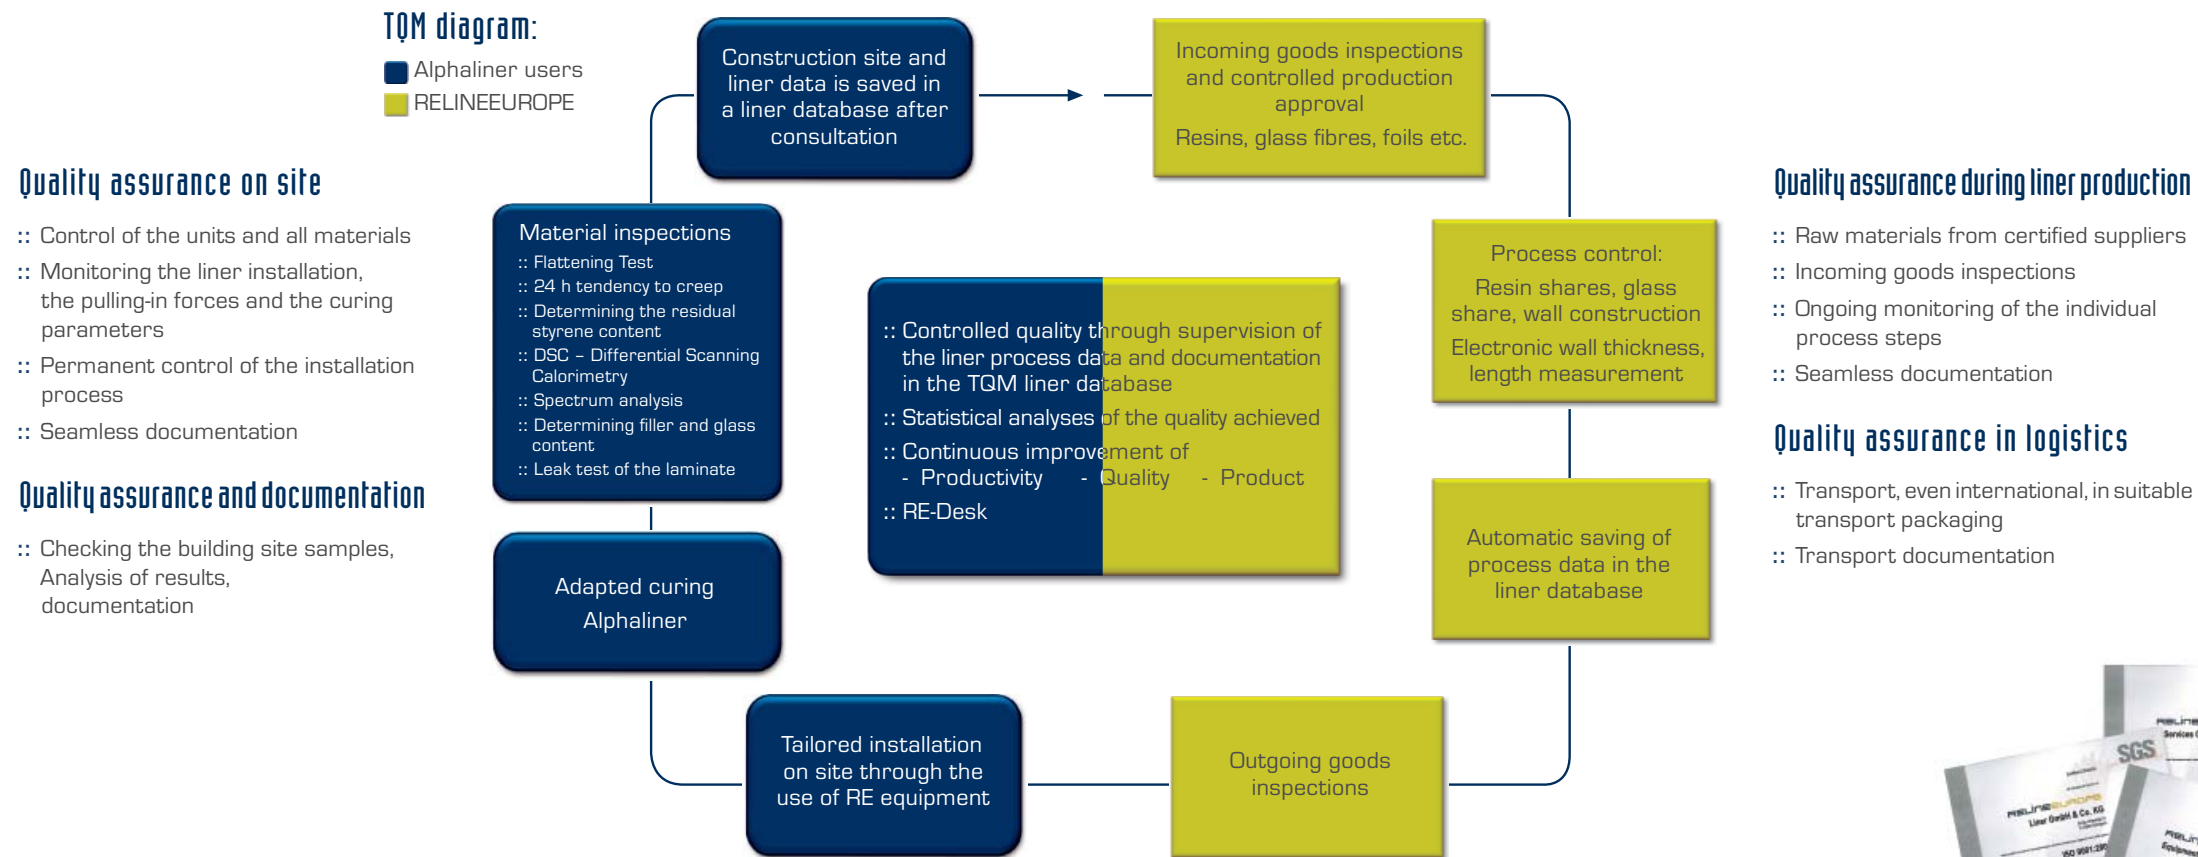 TQM diagram:
Alphaliner users
RELINEEUROPE
Quality assurance on site
:: Control of the units and all materials
:: Monitoring the liner installation,
the pulling-in forces and the curing
parameters
:: Permanent control of the installation
process
:: Seamless documentation
Quality assurance and documentation
:: Checking the building site samples,
Analysis of results,
documentation
Construction site and
liner data is saved in
a liner database after
consultation
Incoming goods inspections
and controlled production
approval
Resins, glass fibres, foils etc.
Material inspections
:: Flattening Test
:: 24 h tendency to creep
:: Determining the residual
styrene content
:: DSC – Differential Scanning
Calorimetry
:: Spectrum analysis
:: Determining filler and glass
content
:: Leak test of the laminate
:: Controlled quality through supervision of
the liner process data and documentation
in the TQM liner database
:: Statistical analyses of the quality achieved
:: Continuous improvement of
- Productivity - Quality - Product
:: RE-Desk
Process control:
Resin shares, glass
share, wall construction
Electronic wall thickness,
length measurement
Adapted curing
Alphaliner
Automatic saving of
process data in the
liner database
Tailored installation
on site through the
use of RE equipment
Outgoing goods
inspections
Quality assurance during liner production
:: Raw materials from certified suppliers
:: Incoming goods inspections
:: Ongoing monitoring of the individual
process steps
:: Seamless documentation
Quality assurance in logistics
:: Transport, even international, in suitable
transport packaging
:: Transport documentation
Services
SGS
RELINEEUROPE
Liner GmbH & Co. KG